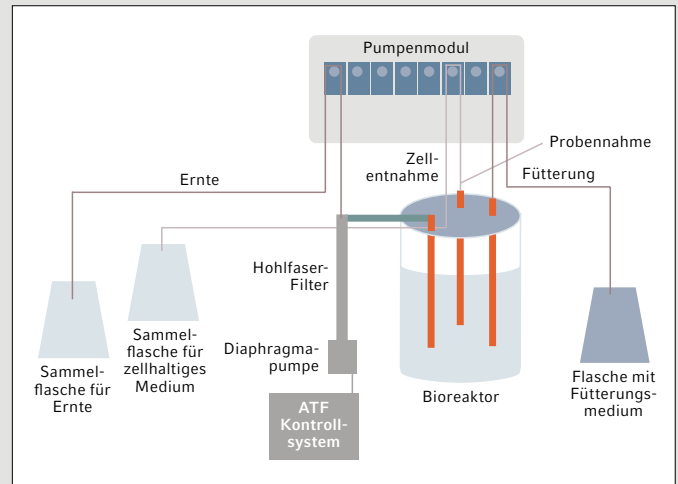 Pumpenmodul
Probennahme
Zell-
entnahme
Fütterung
Ernte
Hohlfaser-
Filter
Sammel-
flasche für
zellhaltiges
Medium
Diaphragma-
pumpe
Sammel-
flasche für
Ernte
ATF
Kontroll-
system
Bioreaktor
Flasche mit
Fütterungs-
medium